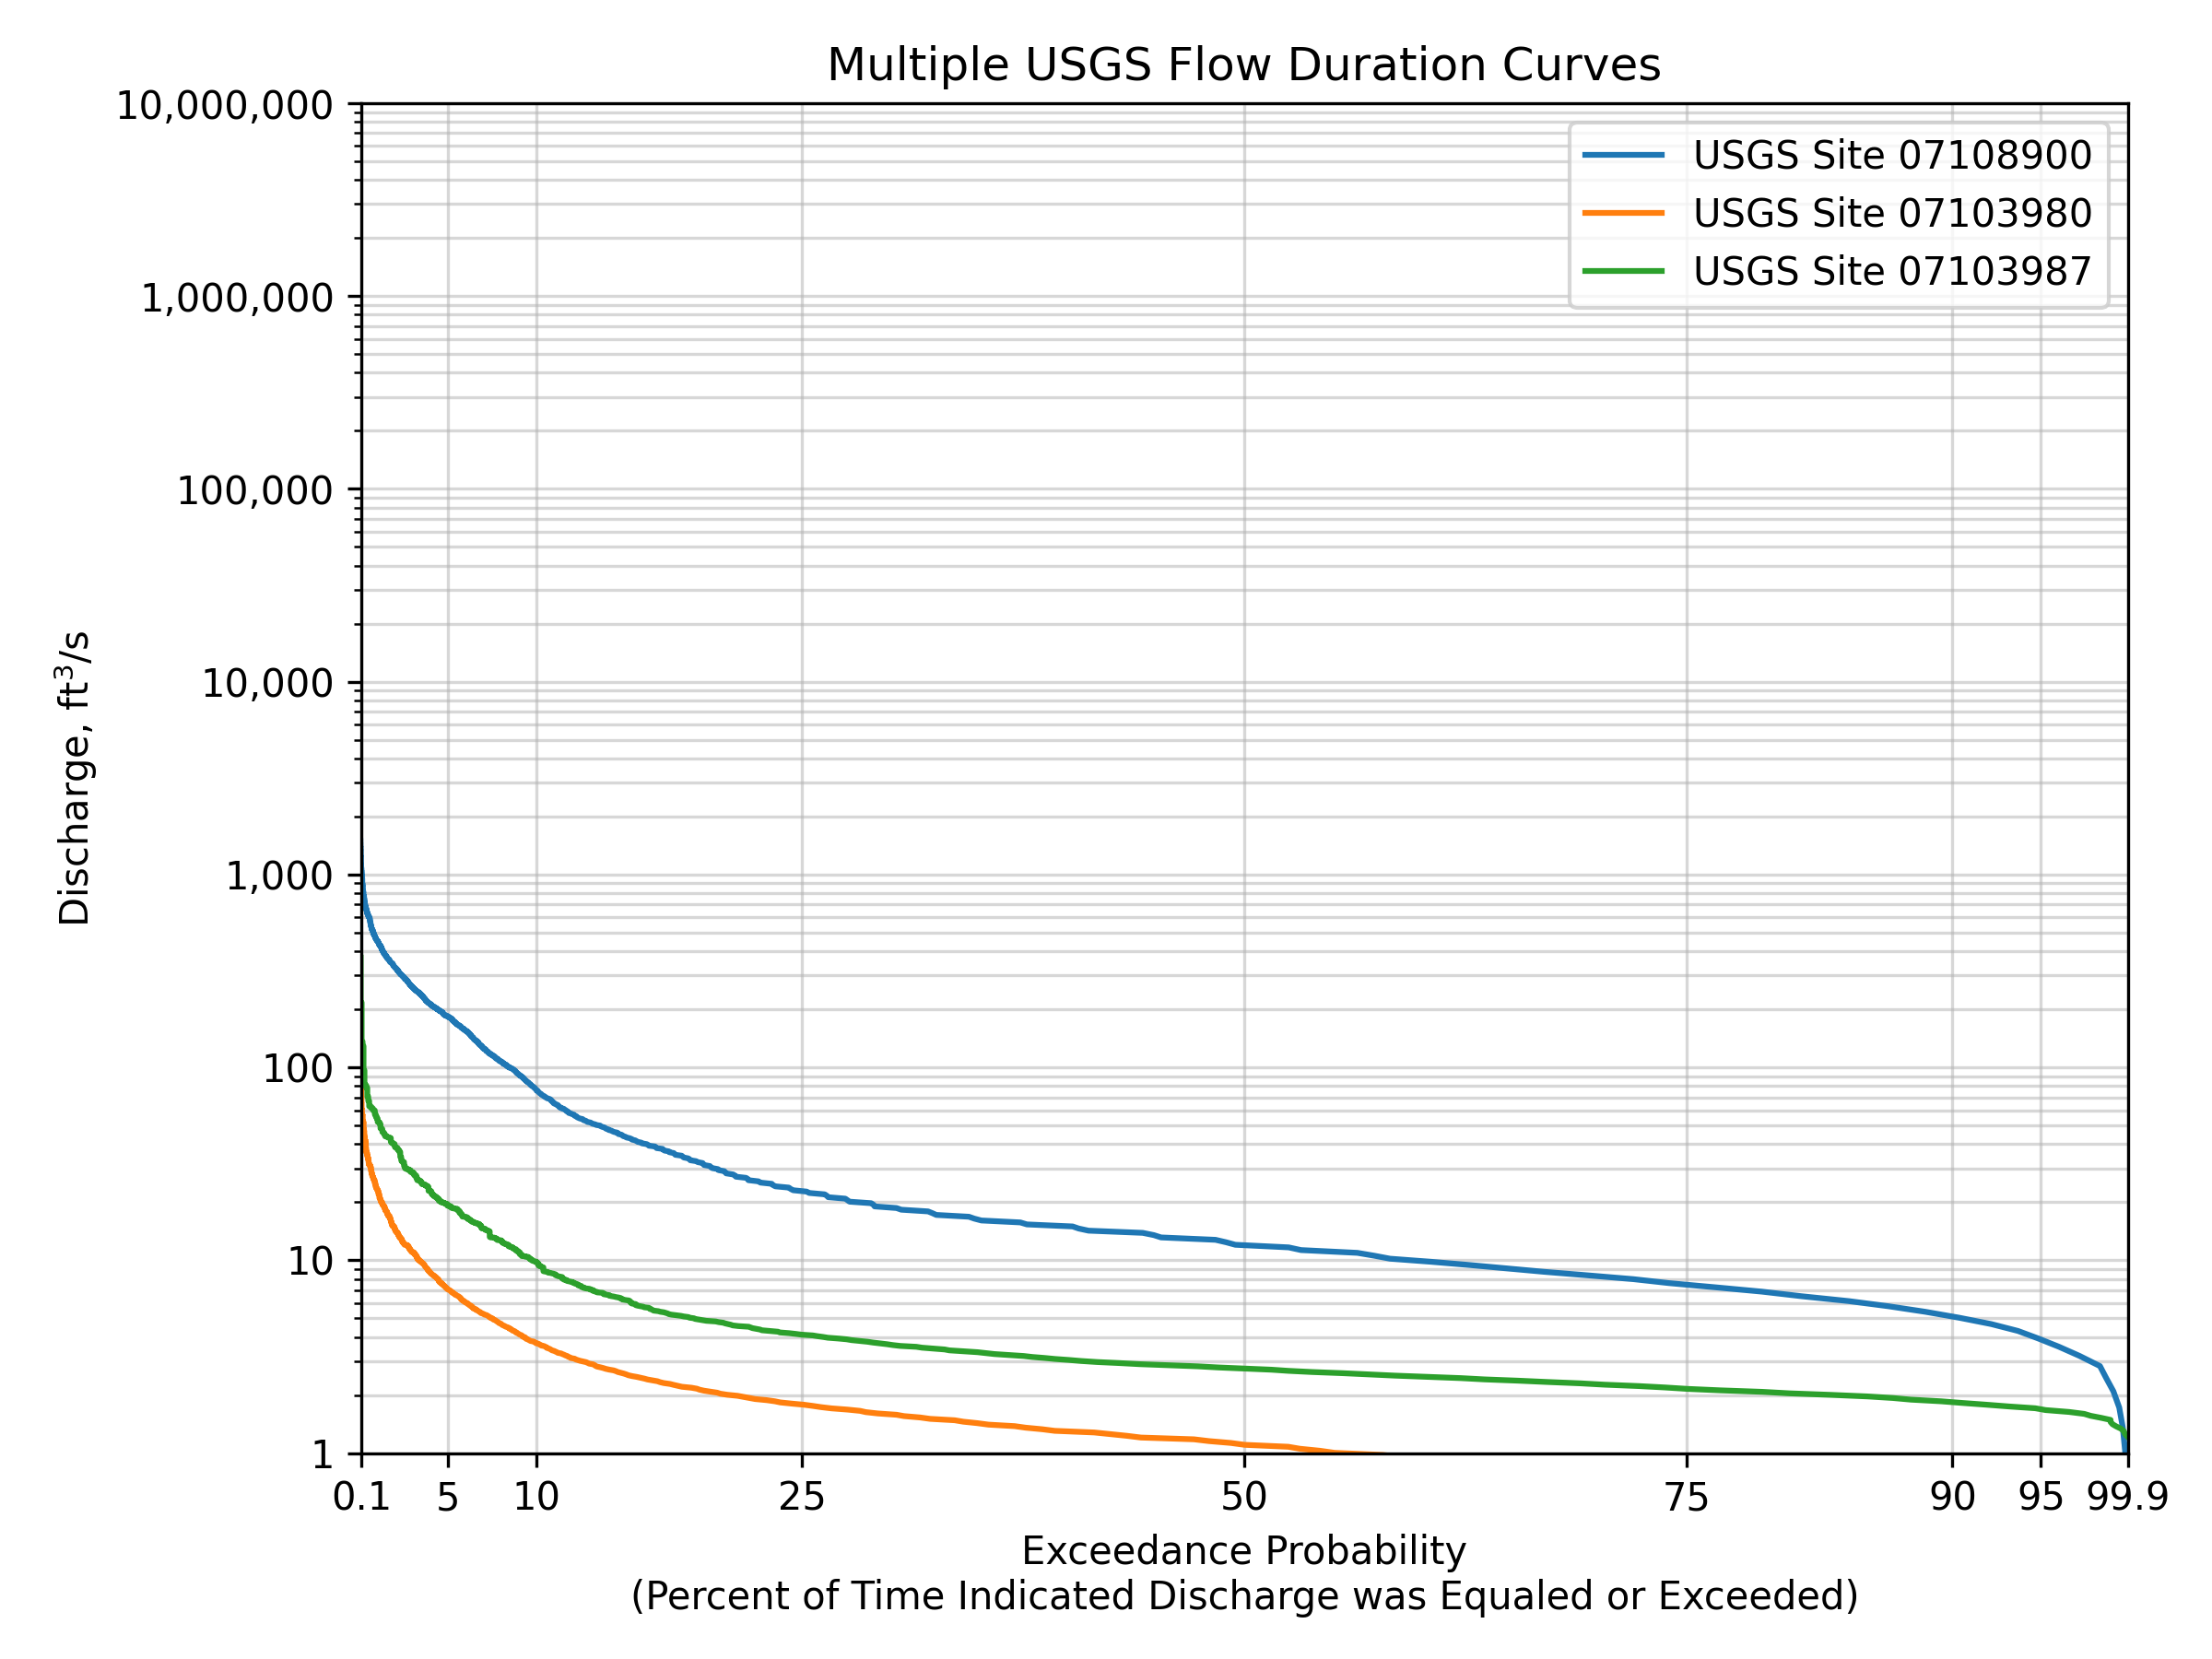 Multiple USGS Flow Duration Curves
10,000,000
1,000,000
100,000
10,000
1,000
100
10
1
Discharge, ft³/s
USGS Site 07108900
USGS Site 07103980
USGS Site 07103987
0.1 5 10 25 50 75 90 95 99.9
Exceedance Probability
(Percent of Time Indicated Discharge was Equaled or Exceeded)